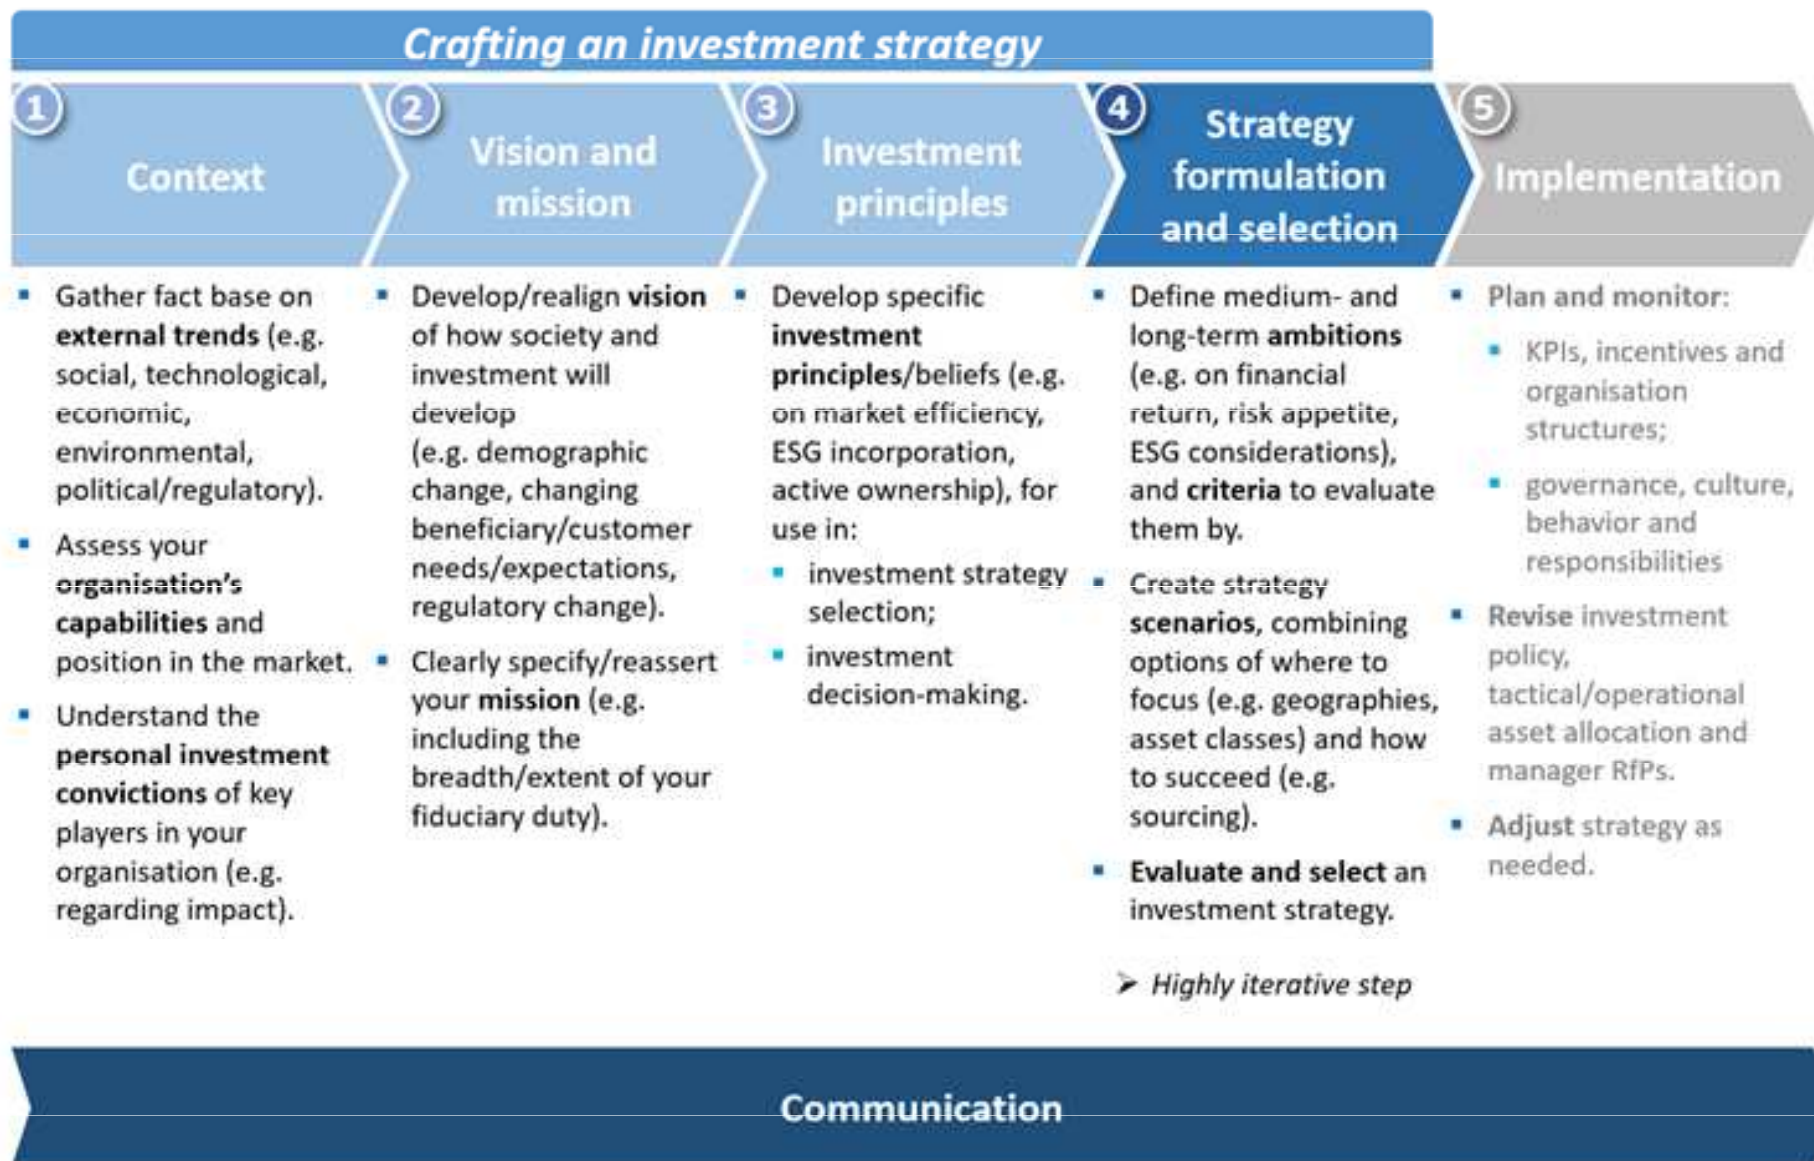 Crafting an investment strategy
1
Context
2
Vision and
mission
3
Investment
principles
4
Strategy
formulation
and selection
5
Implementation
▪ Gather fact base on
external trends (e.g.
social, technological,
economic,
environmental,
political/regulatory).
▪ Assess your
organisation's
capabilities and
position in the market.
▪ Understand the
personal investment
convictions of key
players in your
organisation (e.g.
regarding impact).
▪ Develop/realign vision
of how society and
investment will
develop
(e.g. demographic
change, changing
beneficiary/customer
needs/expectations,
regulatory change).
▪ Clearly specify/reassert
your mission (e.g.
including the
breadth/extent of your
fiduciary duty).
▪ Develop specific
investment
principles/beliefs (e.g.
on market efficiency,
ESG incorporation,
active ownership), for
use in:
▪ investment strategy
selection;
▪ investment
decision-making.
▪ Define medium- and
long-term ambitions
(e.g. on financial
return, risk appetite,
ESG considerations),
and criteria to evaluate
them by.
▪ Create strategy
scenarios, combining
options of where to
focus (e.g. geographies,
asset classes) and how
to succeed (e.g.
sourcing).
▪ Evaluate and select an
investment strategy.
➢ Highly iterative step
▪ Plan and monitor:
▪ KPIs, incentives and
organisation
structures;
▪ governance, culture,
behavior and
responsibilities
▪ Revise investment
policy,
tactical/operational
asset allocation and
manager RfPs.
▪ Adjust strategy as
needed.
Communication